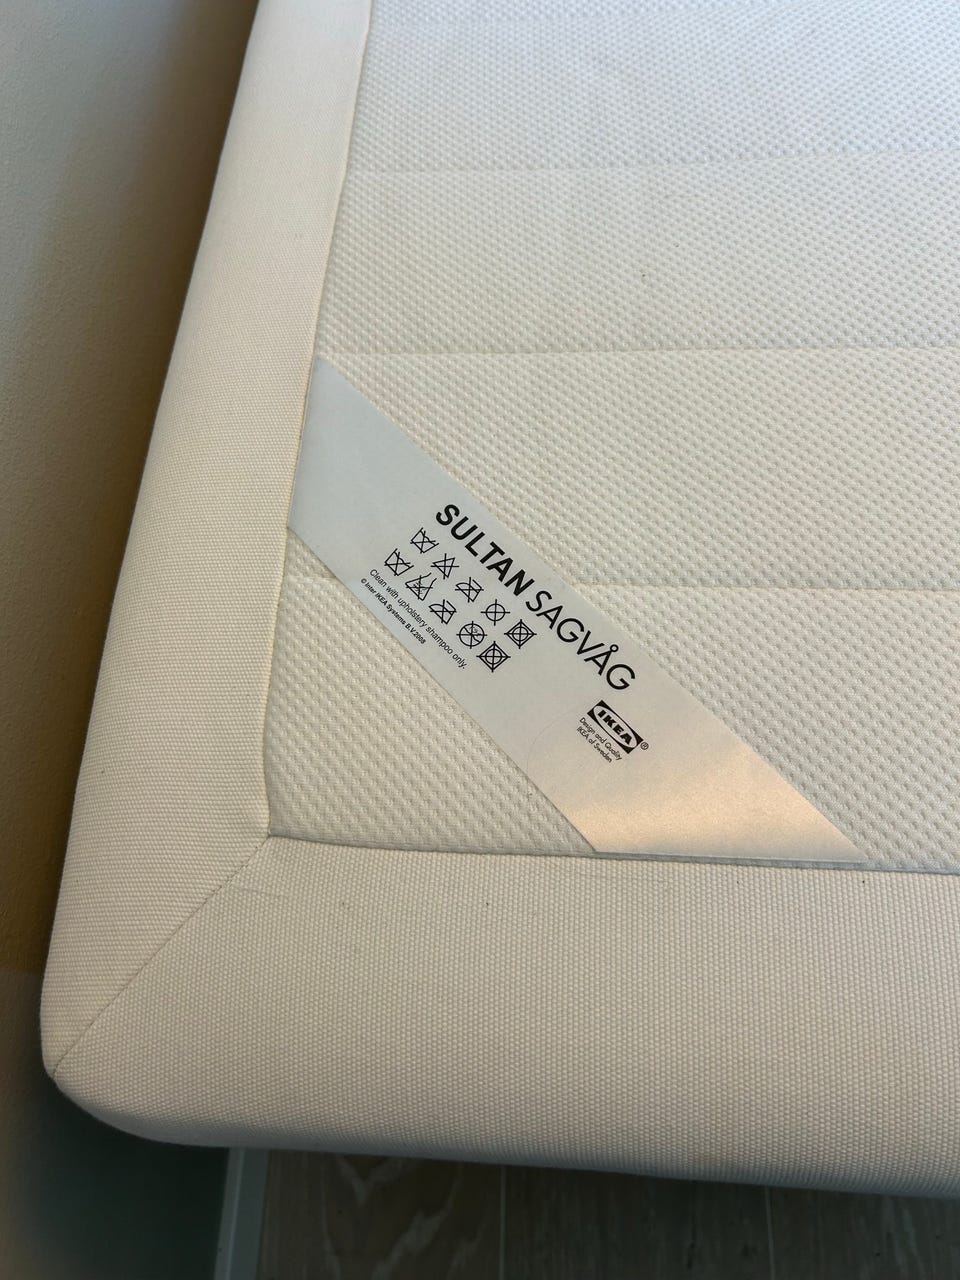 SULTAN SAGVÅG
Clean with upholstery shampoo only.
© Inter IKEA Systems B.V. 2008
IKEA®
Design and Quality
IKEA of Sweden